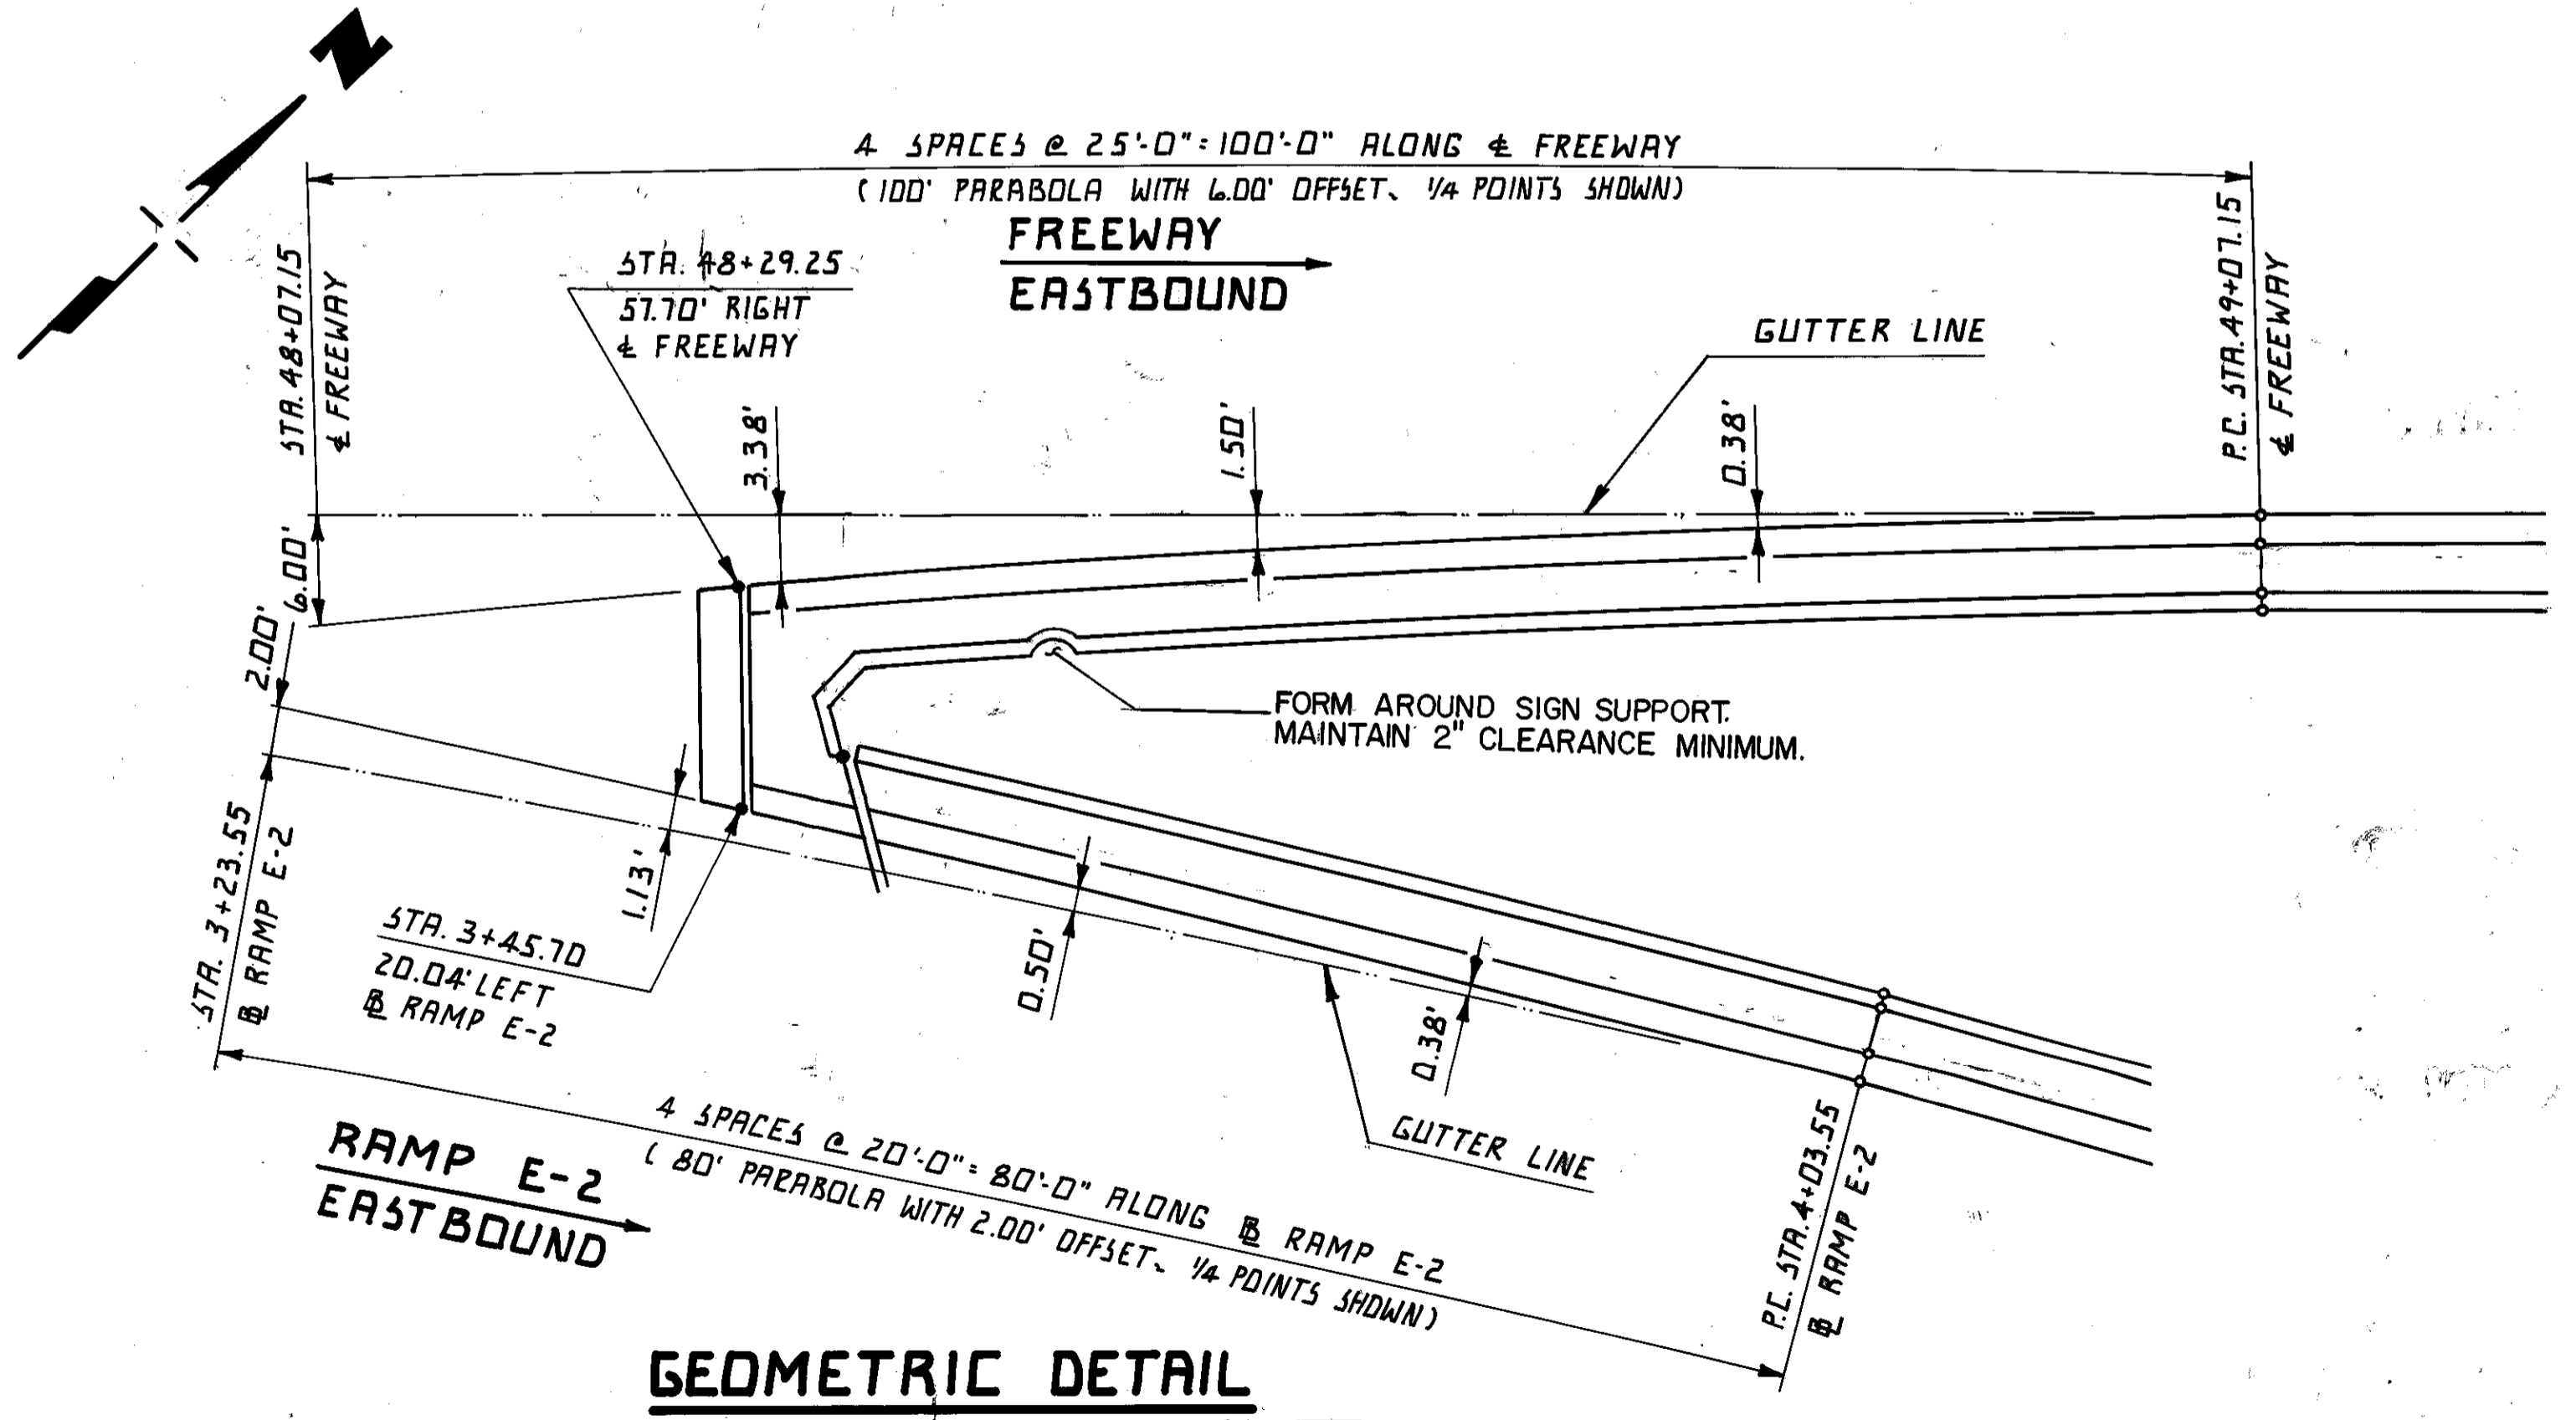 N
4 SPACES @ 25'-0" = 100'-0" ALONG ℄ FREEWAY
(100' PARABOLA WITH 6.00' OFFSET, 1/4 POINTS SHOWN)
FREEWAY
EASTBOUND
STA. 48+07.15
℄ FREEWAY
STA. 48+29.25
57.70' RIGHT
℄ FREEWAY
GUTTER LINE
P.C. STA. 49+07.15
℄ FREEWAY
3.38'
1.50'
0.38'
6.00'
2.00'
FORM AROUND SIGN SUPPORT.
MAINTAIN 2" CLEARANCE MINIMUM.
STA. 3+23.55
BL RAMP E-2
1.13'
STA. 3+45.70
20.04' LEFT
BL RAMP E-2
0.50'
0.38'
GUTTER LINE
4 SPACES @ 20'-0" = 80'-0" ALONG BL RAMP E-2
(80' PARABOLA WITH 2.00' OFFSET, 1/4 POINTS SHOWN)
P.C. STA. 4+03.55
BL RAMP E-2
RAMP E-2
EASTBOUND
GEOMETRIC DETAIL